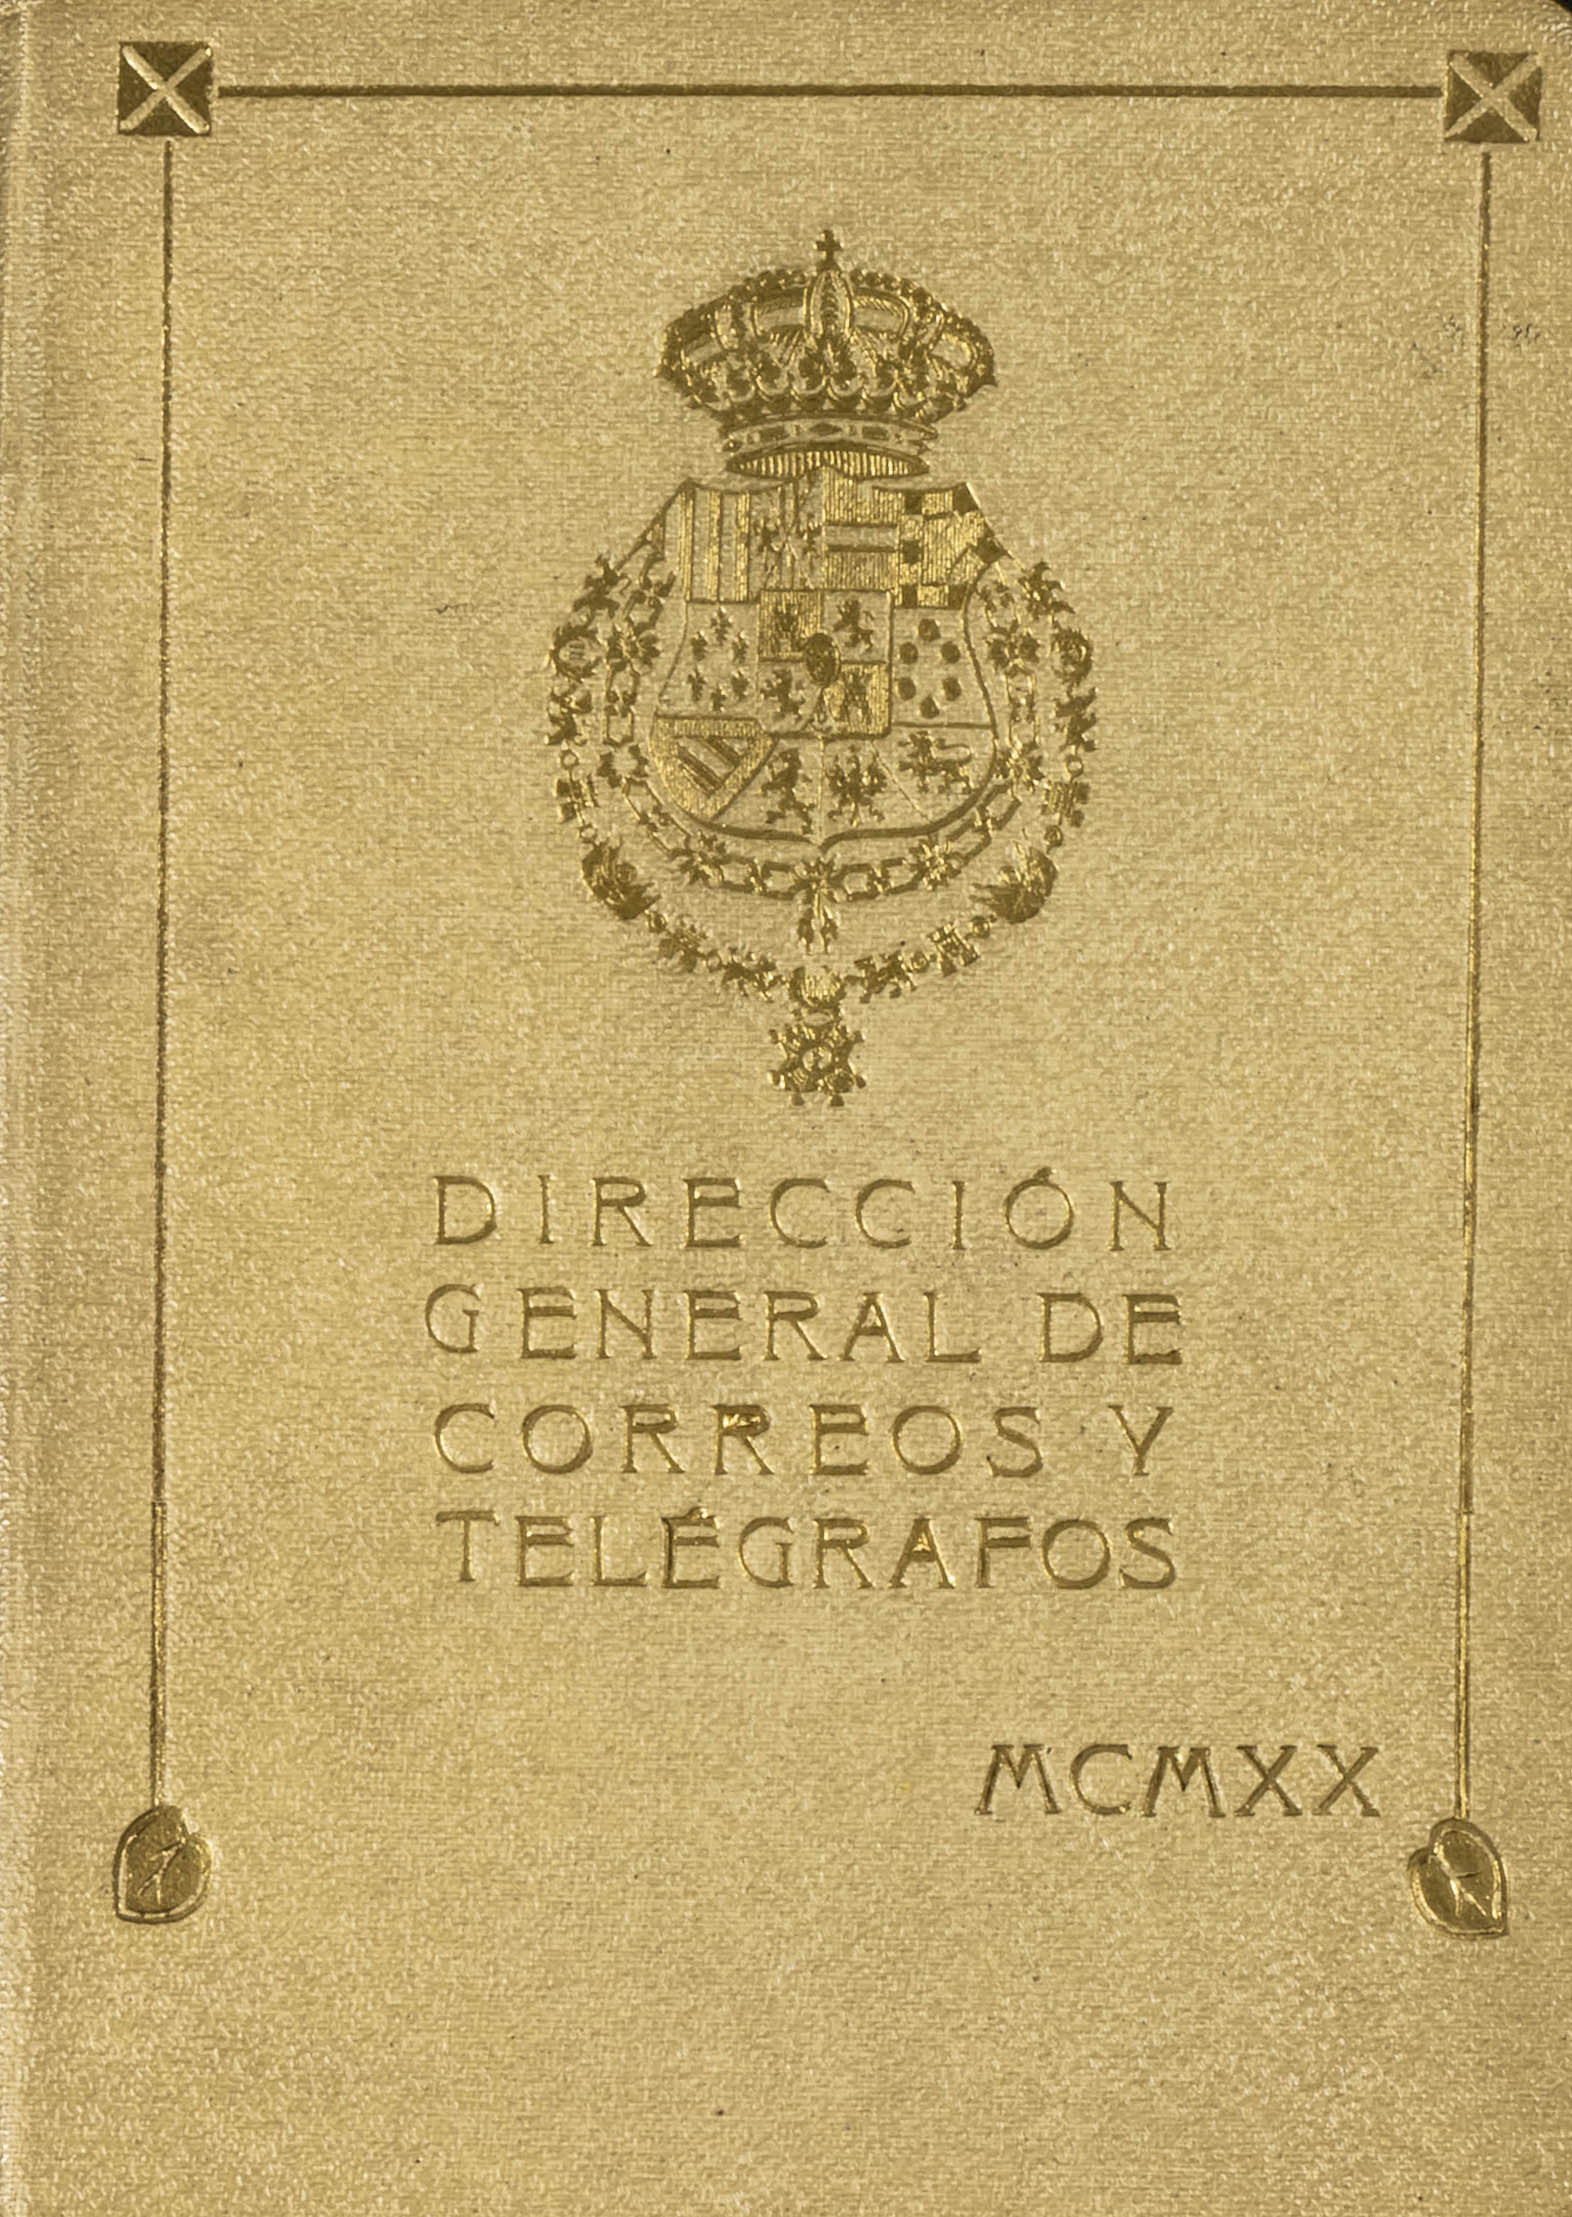 DIRECCIÓN
GENERAL DE
CORREOS Y
TELÉGRAFOS
MCMXX